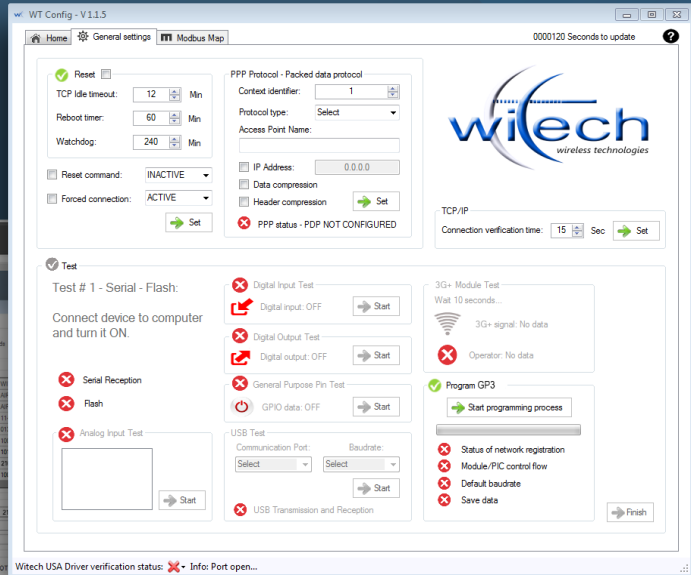 WT Config - V 1.1.5
Home General settings Modbus Map 0000120 Seconds to update ?
Reset
TCP Idle timeout: 12 Min
Reboot timer: 60 Min
Watchdog: 240 Min
Reset command: INACTIVE
Forced connection: ACTIVE
Set
PPP Protocol - Packed data protocol
Context identifier: 1
Protocol type: Select
Access Point Name:
IP Address: 0.0.0.0
Data compression
Header compression Set
PPP status - PDP NOT CONFIGURED
witech
wireless technologies
TCP/IP
Connection verification time: 15 Sec Set
Test
Test # 1 - Serial - Flash:
Connect device to computer
and turn it ON.
Serial Reception
Flash
Analog Input Test
Start
Digital Input Test
Digital input: OFF Start
Digital Output Test
Digital output: OFF Start
General Purpose Pin Test
GPIO data: OFF Start
USB Test
Communication Port: Baudrate:
Select Select
Start
USB Transmission and Reception
3G+ Module Test
Wait 10 seconds...
3G+ signal: No data
Operator: No data
Program GP3
Start programming process
Status of network registration
Module/PIC control flow
Default baudrate
Save data
Finish
Witech USA Driver verification status: Info: Port open...